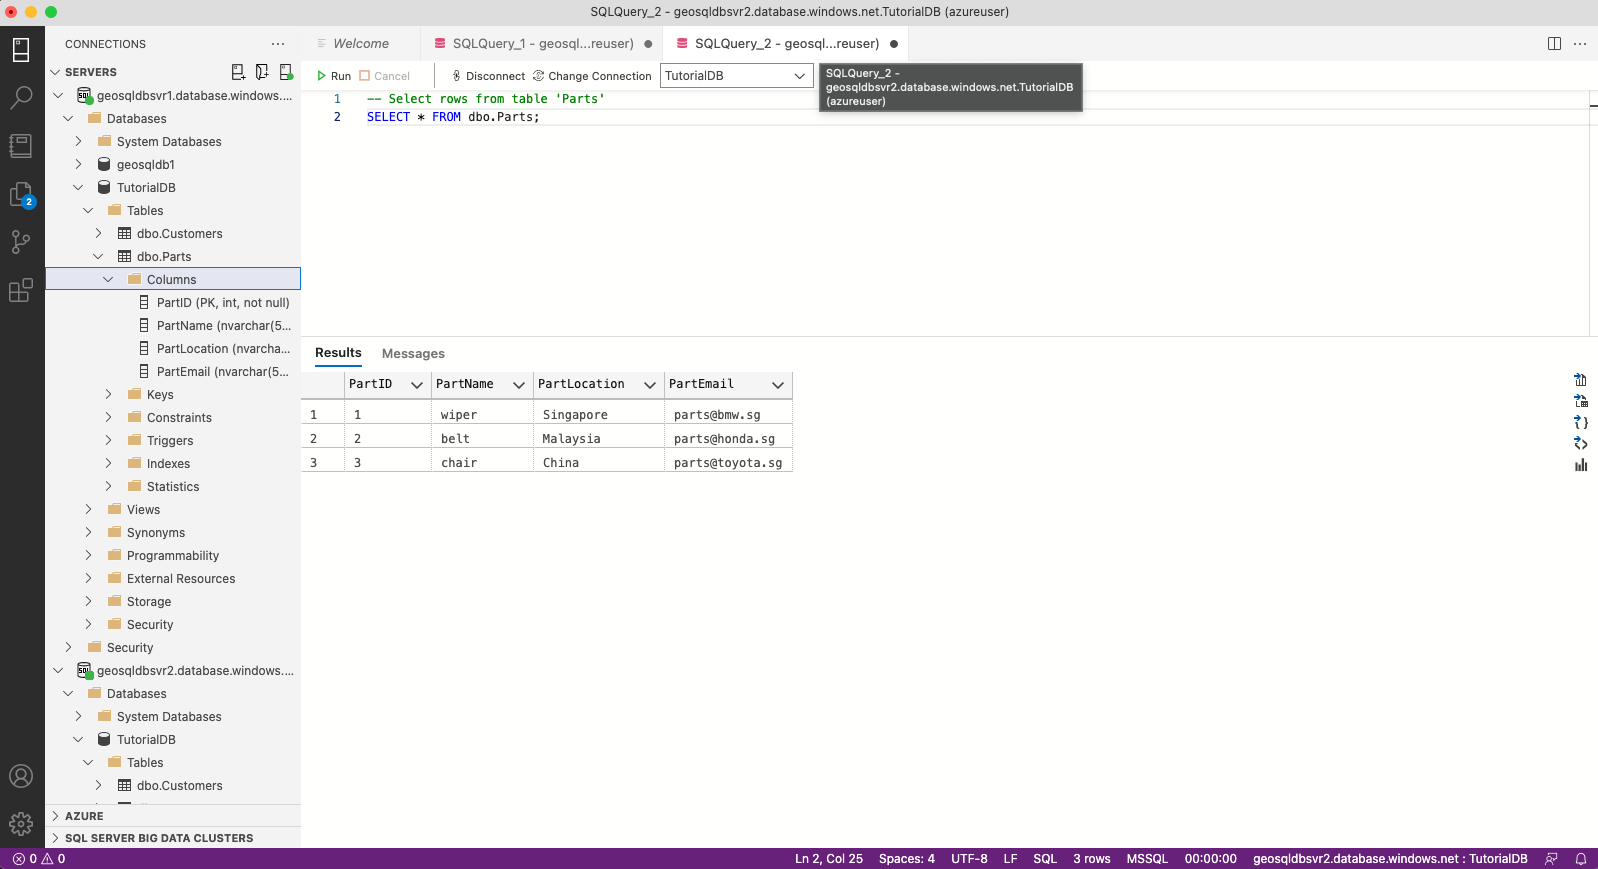 SQLQuery_2 - geosqldbsvr2.database.windows.net.TutorialDB (azureuser)
CONNECTIONS
Welcome
SQLQuery_1 - geosql...reuser)
SQLQuery_2 - geosql...reuser)
SERVERS
Run
Cancel
Disconnect
Change Connection
TutorialDB
SQLQuery_2 -
geosqldbsvr2.database.windows.net.TutorialDB
(azureuser)
1 -- Select rows from table 'Parts'
2 SELECT * FROM dbo.Parts;
geosqldbsvr1.database.windows....
Databases
System Databases
geosqldb1
TutorialDB
Tables
dbo.Customers
dbo.Parts
Columns
PartID (PK, int, not null)
PartName (nvarchar(5...
PartLocation (nvarcha...
PartEmail (nvarchar(5...
Keys
Constraints
Triggers
Indexes
Statistics
Views
Synonyms
Programmability
External Resources
Storage
Security
Security
geosqldbsvr2.database.windows....
Databases
System Databases
TutorialDB
Tables
dbo.Customers
AZURE
SQL SERVER BIG DATA CLUSTERS
2
Results Messages
PartID PartName PartLocation PartEmail
1 1 wiper Singapore parts@bmw.sg
2 2 belt Malaysia parts@honda.sg
3 3 chair China parts@toyota.sg
0 0
Ln 2, Col 25 Spaces: 4 UTF-8 LF SQL 3 rows MSSQL 00:00:00 geosqldbsvr2.database.windows.net : TutorialDB